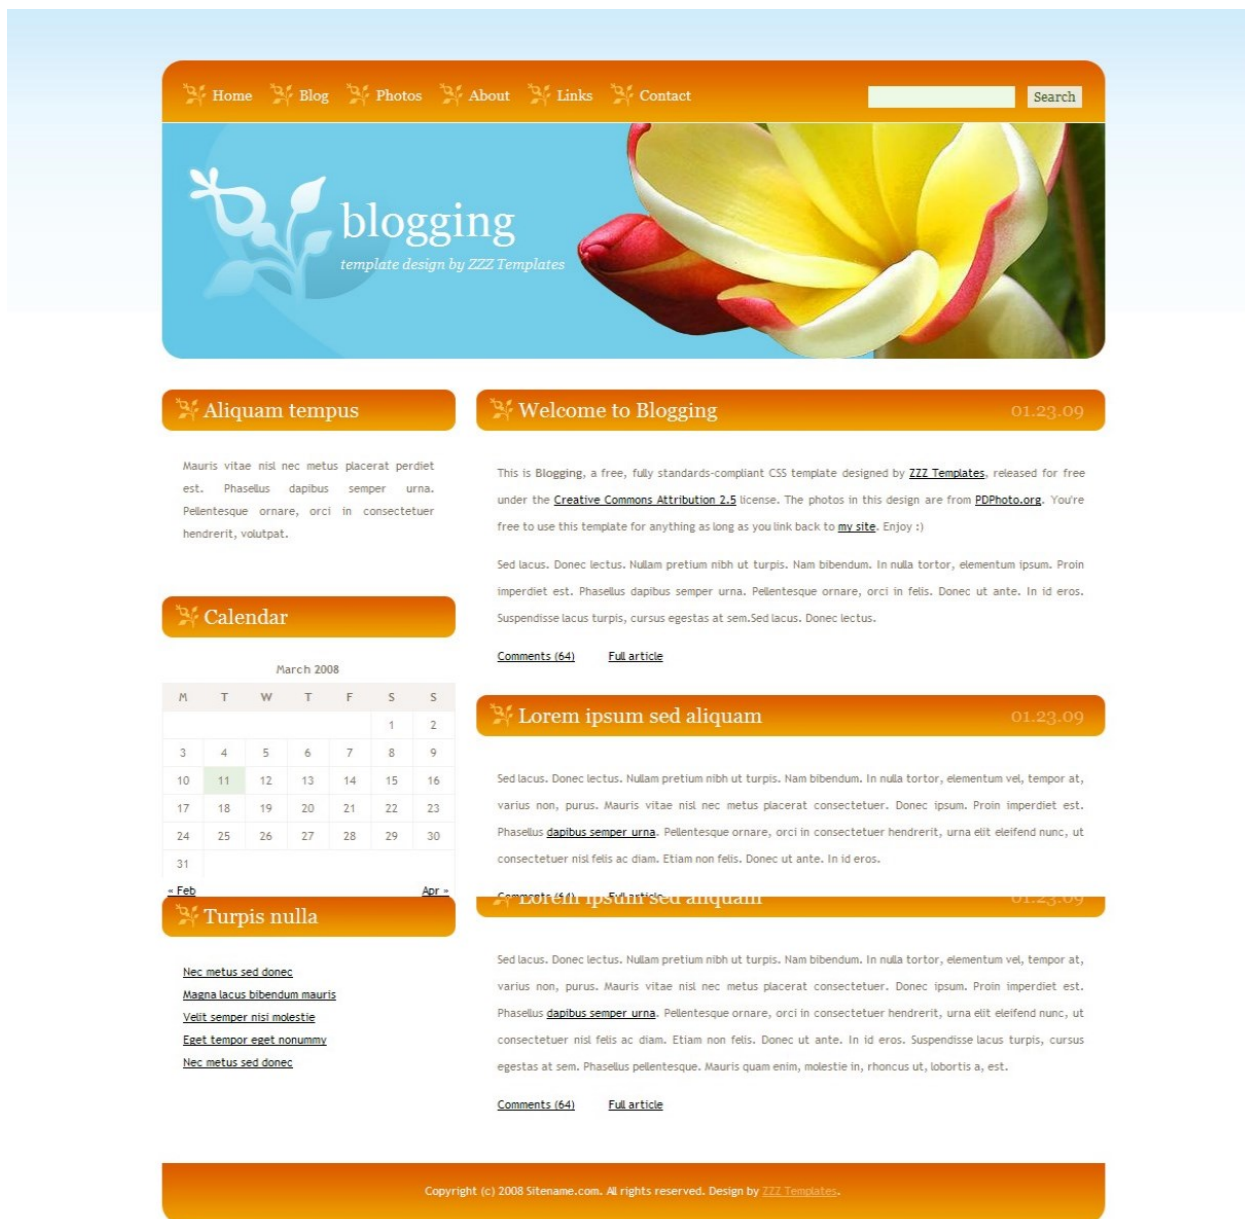 Home Blog Photos About Links Contact Search
blogging
template design by ZZZ Templates
Aliquam tempus
Mauris vitae nisl nec metus placerat perdiet
est. Phasellus dapibus semper urna.
Pellentesque ornare, orci in consectetuer
hendrerit, volutpat.
Calendar
March 2008
M T W T F S S
1 2
3 4 5 6 7 8 9
10 11 12 13 14 15 16
17 18 19 20 21 22 23
24 25 26 27 28 29 30
31
« Feb Apr »
Turpis nulla
Nec metus sed donec
Magna lacus bibendum mauris
Velit semper nisi molestie
Eget tempor eget nonummy
Nec metus sed donec
Welcome to Blogging 01.23.09
This is Blogging, a free, fully standards-compliant CSS template designed by ZZZ Templates, released for free
under the Creative Commons Attribution 2.5 license. The photos in this design are from PDPhoto.org. You're
free to use this template for anything as long as you link back to my site. Enjoy :)
Sed lacus. Donec lectus. Nullam pretium nibh ut turpis. Nam bibendum. In nulla tortor, elementum ipsum. Proin
imperdiet est. Phasellus dapibus semper urna. Pellentesque ornare, orci in felis. Donec ut ante. In id eros.
Suspendisse lacus turpis, cursus egestas at sem.Sed lacus. Donec lectus.
Comments (64) Full article
Lorem ipsum sed aliquam 01.23.09
Sed lacus. Donec lectus. Nullam pretium nibh ut turpis. Nam bibendum. In nulla tortor, elementum vel, tempor at,
varius non, purus. Mauris vitae nisl nec metus placerat consectetuer. Donec ipsum. Proin imperdiet est.
Phasellus dapibus semper urna. Pellentesque ornare, orci in consectetuer hendrerit, urna elit eleifend nunc, ut
consectetuer nisl felis ac diam. Etiam non felis. Donec ut ante. In id eros.
Comments (64) Full article
Lorem ipsum sed aliquam 01.23.09
Sed lacus. Donec lectus. Nullam pretium nibh ut turpis. Nam bibendum. In nulla tortor, elementum vel, tempor at,
varius non, purus. Mauris vitae nisl nec metus placerat consectetuer. Donec ipsum. Proin imperdiet est.
Phasellus dapibus semper urna. Pellentesque ornare, orci in consectetuer hendrerit, urna elit eleifend nunc, ut
consectetuer nisl felis ac diam. Etiam non felis. Donec ut ante. In id eros. Suspendisse lacus turpis, cursus
egestas at sem. Phasellus pellentesque. Mauris quam enim, molestie in, rhoncus ut, lobortis a, est.
Comments (64) Full article
Copyright (c) 2008 Sitename.com. All rights reserved. Design by ZZZ Templates.